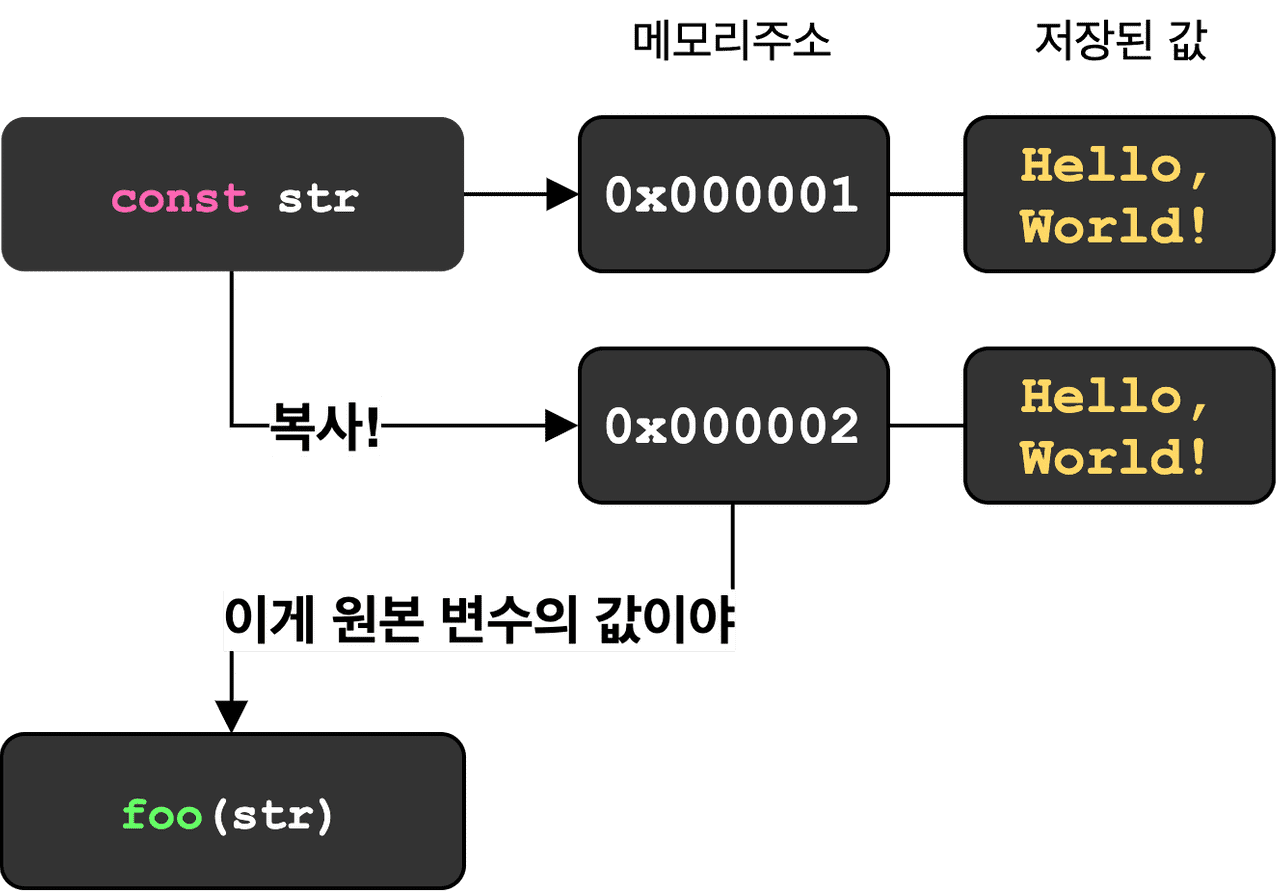 메모리주소
저장된 값
const str
0x000001
Hello,
World!
복사!
0x000002
Hello,
World!
이게 원본 변수의 값이야
foo(str)